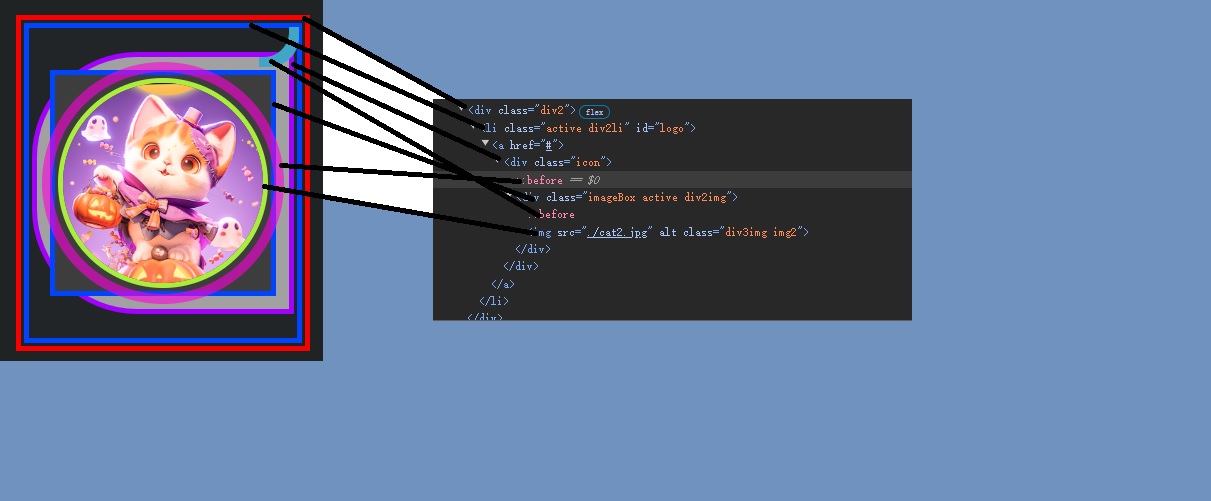 <div class="div2"> flex
li class="active div2li" id="logo">
<a href="#">
<div class="icon">
:before == $0
div class="imageBox active div2img">
before
img src="./cat2.jpg" alt class="div3img img2">
</div>
</div>
</a>
</li>
</div>